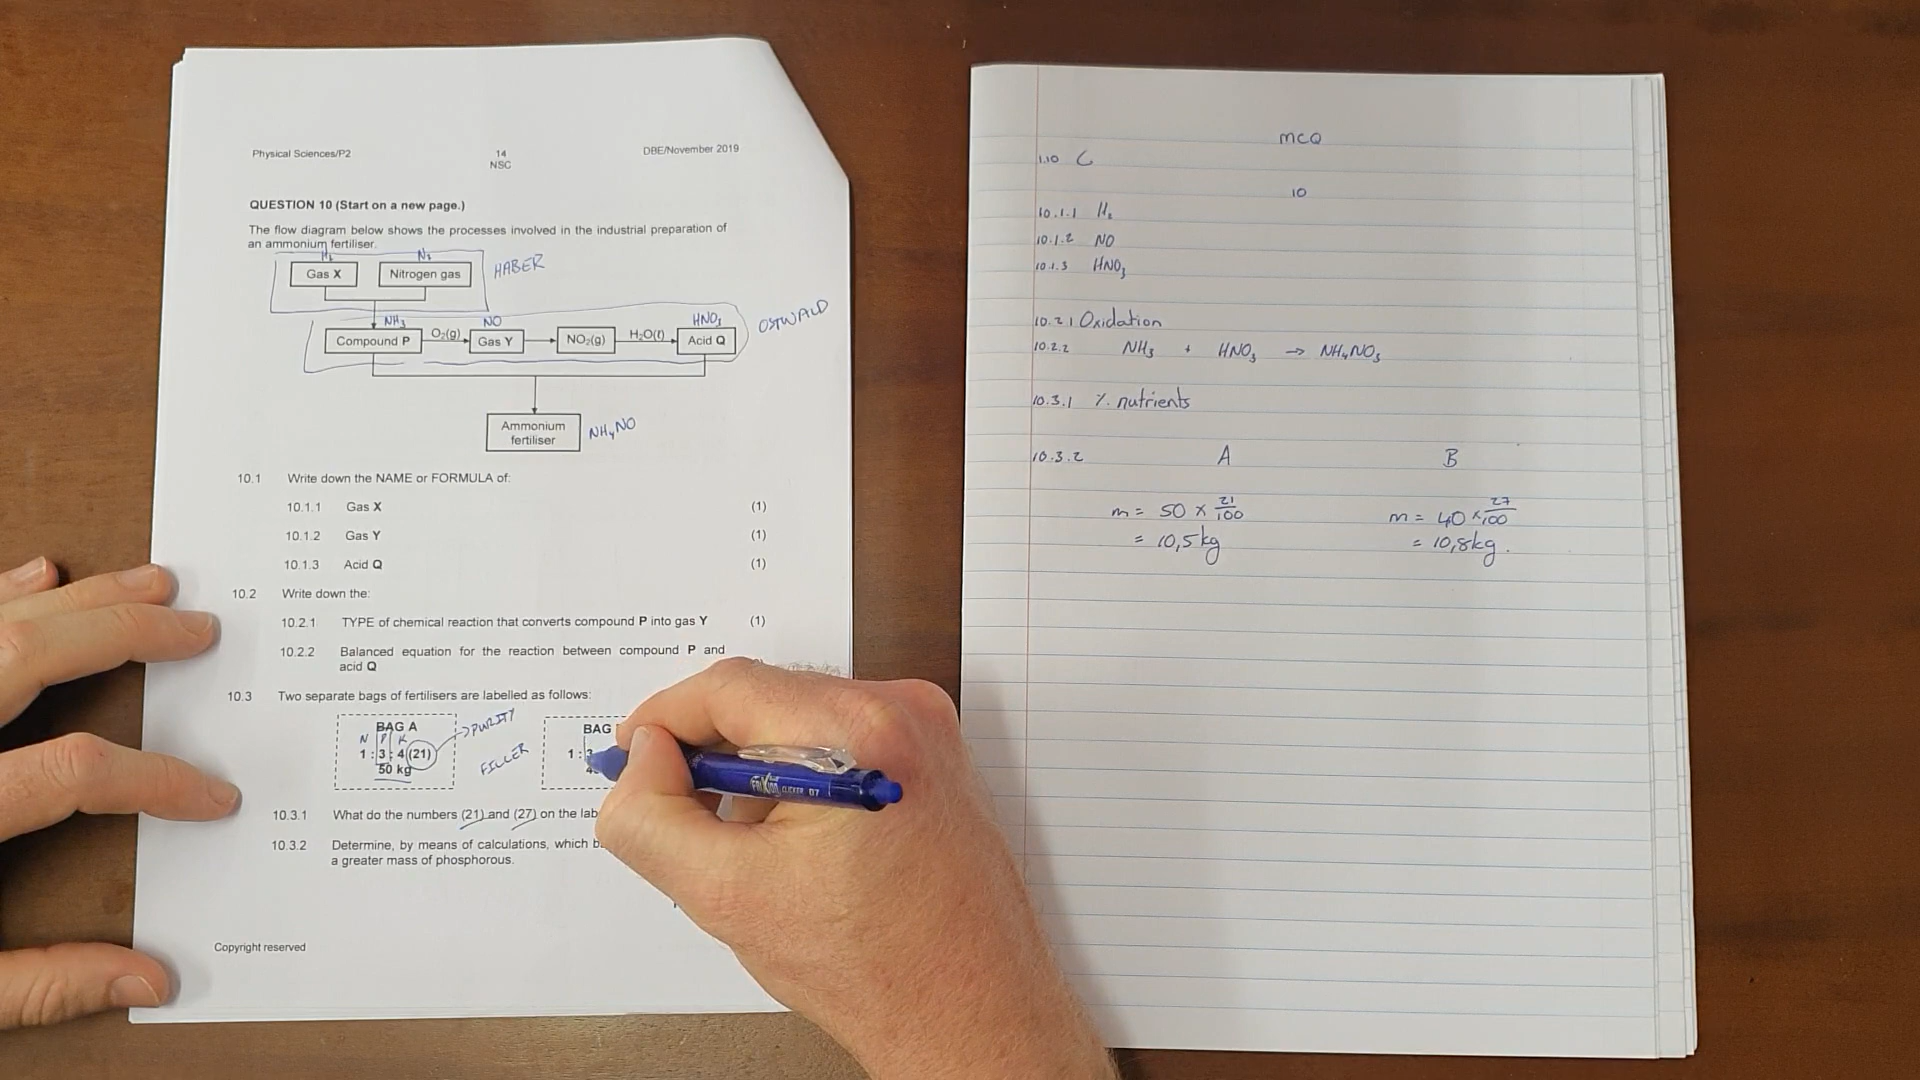 Physical Sciences/P2
14
NSC
DBE/November 2019
QUESTION 10 (Start on a new page.)
The flow diagram below shows the processes involved in the industrial preparation of
an ammonium fertiliser.
H₂
N₂
Gas X
Nitrogen gas
HABER
NH₃
NO
HNO₃
OSTWALD
Compound P
O₂(g)
Gas Y
NO₂(g)
H₂O(ℓ)
Acid Q
Ammonium
fertiliser
NH₄NO
10.1 Write down the NAME or FORMULA of:
10.1.1 Gas X (1)
10.1.2 Gas Y (1)
10.1.3 Acid Q (1)
10.2 Write down the:
10.2.1 TYPE of chemical reaction that converts compound P into gas Y (1)
10.2.2 Balanced equation for the reaction between compound P and
acid Q
10.3 Two separate bags of fertilisers are labelled as follows:
BAG A
N P K
1 : 3 : 4 (21)
50 kg
PURITY
FILLER
BAG
1 : 3
10.3.1 What do the numbers (21) and (27) on the lab
10.3.2 Determine, by means of calculations, which b
a greater mass of phosphorous.
Copyright reserved
FRIXION CLICKER 07
MCQ
1.10 C
10
10.1.1 H₂
10.1.2 NO
10.1.3 HNO₃
10.2.1 Oxidation
10.2.2 NH₃ + HNO₃ → NH₄NO₃
10.3.1 % nutrients
10.3.2 A B
m = 50 × 21/100 m = 40 × 27/100
= 10,5kg = 10,8kg.